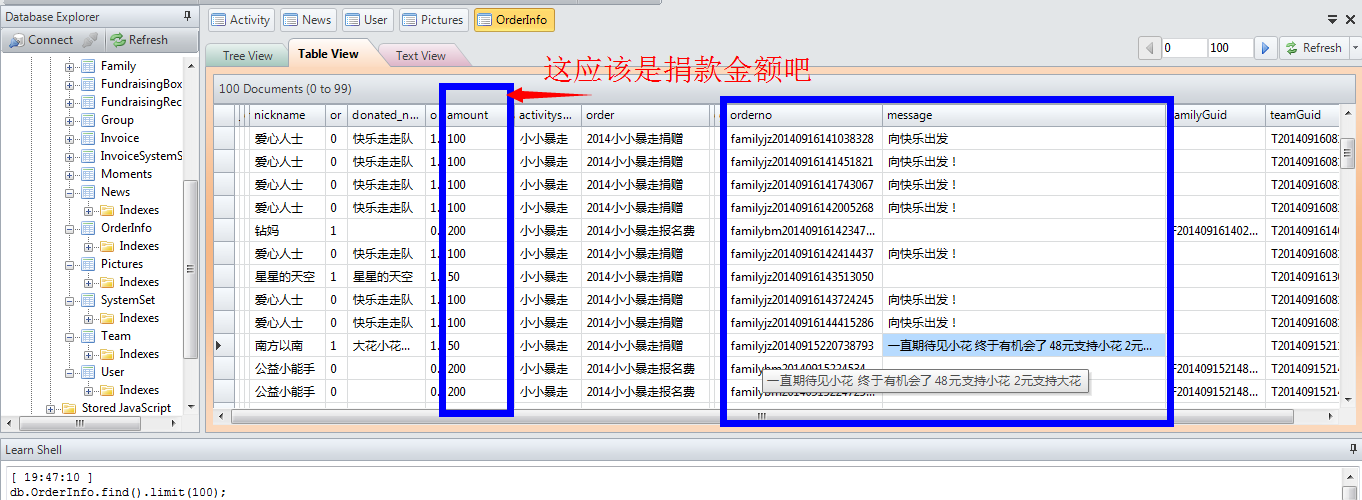 Database Explorer
Activity
News
User
Pictures
OrderInfo
Connect
Refresh
Tree View
Table View
Text View
0
100
Refresh
这应该是捐款金额吧
100 Documents (0 to 99)
Family
FundraisingBox
FundraisingRec
Group
Invoice
InvoiceSystemS
Moments
News
Indexes
OrderInfo
Indexes
Pictures
Indexes
SystemSet
Indexes
Team
Indexes
User
Indexes
Stored JavaScript
nickname or donated_n... o amount activitys... order orderno message amilyGuid teamGuid
爱心人士 0 快乐走走队 1. 100 小小暴走 2014小小暴走捐赠 familyjz20140916141038328 向快乐出发 T20140916081
爱心人士 0 快乐走走队 1. 100 小小暴走 2014小小暴走捐赠 familyjz20140916141451821 向快乐出发! T20140916081
爱心人士 0 快乐走走队 1. 100 小小暴走 2014小小暴走捐赠 familyjz20140916141743067 向快乐出发! T20140916081
爱心人士 0 快乐走走队 1. 100 小小暴走 2014小小暴走捐赠 familyjz20140916142005268 向快乐出发! T20140916081
钻妈 1 0. 200 小小暴走 2014小小暴走报名费 familybm20140916142347... F201409161402... T201409164
爱心人士 0 快乐走走队 1. 100 小小暴走 2014小小暴走捐赠 familyjz20140916142414437 向快乐出发! T20140916081
星星的天空 1 星星的天空 1. 50 小小暴走 2014小小暴走捐赠 familyjz20140916143513050 T20140916130
爱心人士 0 快乐走走队 1. 100 小小暴走 2014小小暴走捐赠 familyjz20140916143724245 向快乐出发! T20140916081
爱心人士 0 快乐走走队 1. 100 小小暴走 2014小小暴走捐赠 familyjz20140916144415286 向快乐出发! T20140916081
南方以南 1 大花小花... 1. 50 小小暴走 2014小小暴走捐赠 familyjz20140915220738793 一直期待见小花 终于有机会了 48元支持小花 2元... T20140915214
公益小能手 0 0. 200 小小暴走 2014小小暴走报名费 F201409152148... T20140915214
一直期待见小花 终于有机会了 48元支持小花 2元支持大花
公益小能手 0 0. 200 小小暴走 2014小小暴走报名费 F201409152148... T20140915214
Learn Shell
[ 19:47:10 ]
db.OrderInfo.find().limit(100);